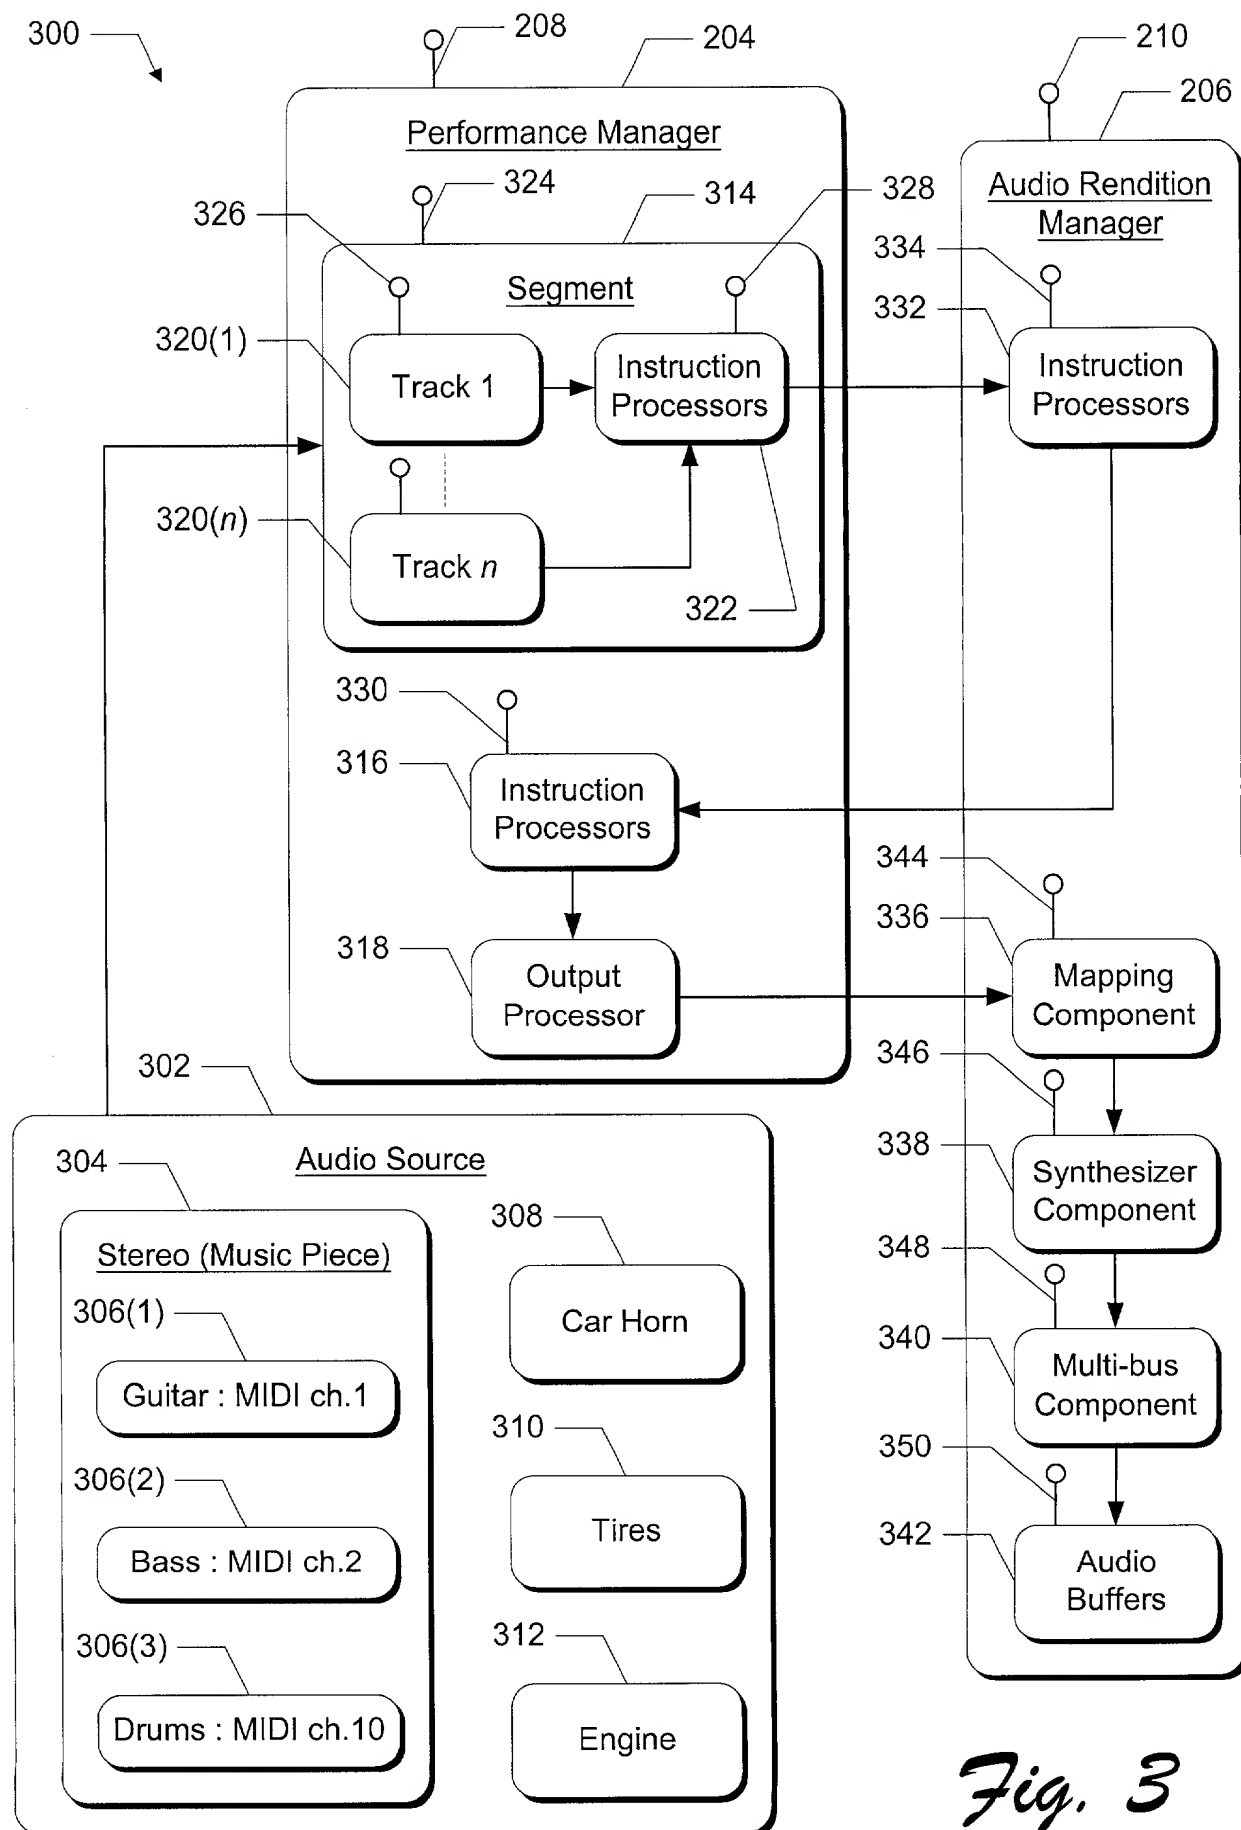 300
208
204
210
206
Performance Manager
Audio Rendition
Manager
324
314
328
326
334
332
Segment
320(1)
Track 1
Instruction
Processors
Instruction
Processors
320(n)
Track n
322
330
316
Instruction
Processors
344
336
318
Output
Processor
Mapping
Component
302
346
338
Audio Source
304
Synthesizer
Component
308
348
Stereo (Music Piece)
306(1)
Car Horn
340
Guitar : MIDI ch.1
Multi-bus
Component
310
350
306(2)
Tires
342
Bass : MIDI ch.2
Audio
Buffers
312
306(3)
Drums : MIDI ch.10
Engine
Fig. 3